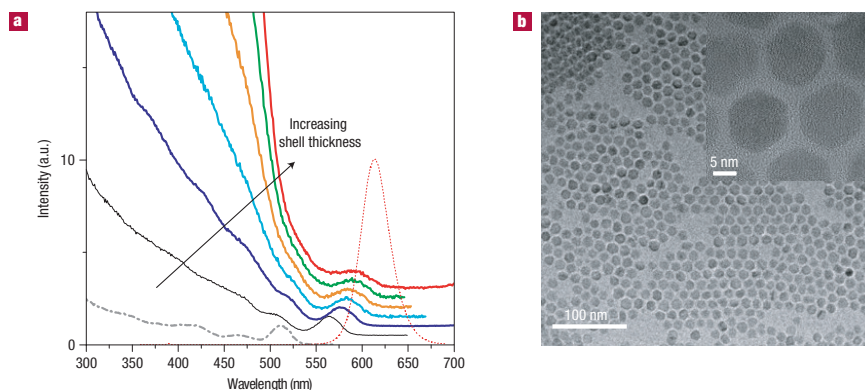 a
Intensity (a.u.)
10
0
Increasing
shell thickness
300 350 400 450 500 550 600 650 700
Wavelength (nm)
b
5 nm
100 nm